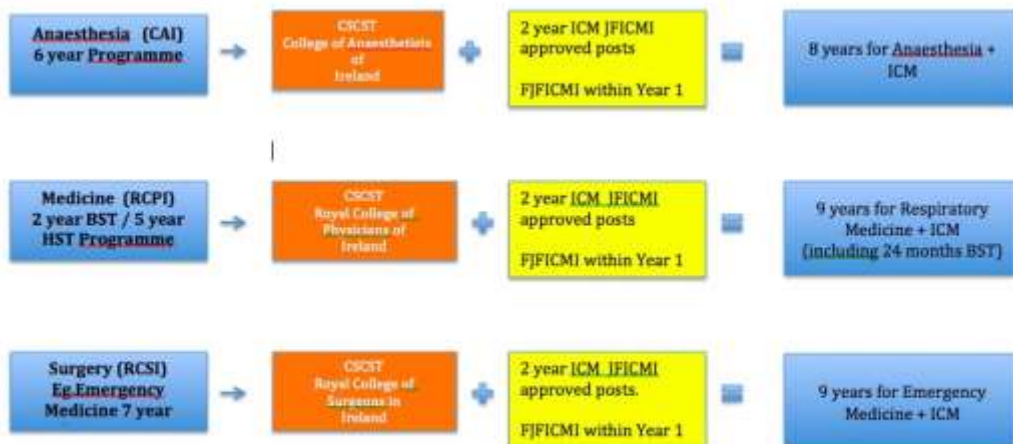 Anaesthesia (CAI)
6 year Programme
CSCST
College of Anaesthetists
of
Ireland
2 year ICM JFICMI
approved posts
FJFICMI within Year 1
8 years for Anaesthesia +
ICM
Medicine (RCPI)
2 year BST / 5 year
HST Programme
CSCST
Royal College of
Physicians of
Ireland
2 year ICM JFICMI
approved posts
FJFICMI within Year 1
9 years for Respiratory
Medicine + ICM
(including 24 months BST)
Surgery (RCSI)
Eg Emergency
Medicine 7 year
CSCST
Royal College of
Surgeons in
Ireland
2 year ICM JFICMI
approved posts.
FJFICMI within Year 1
9 years for Emergency
Medicine + ICM